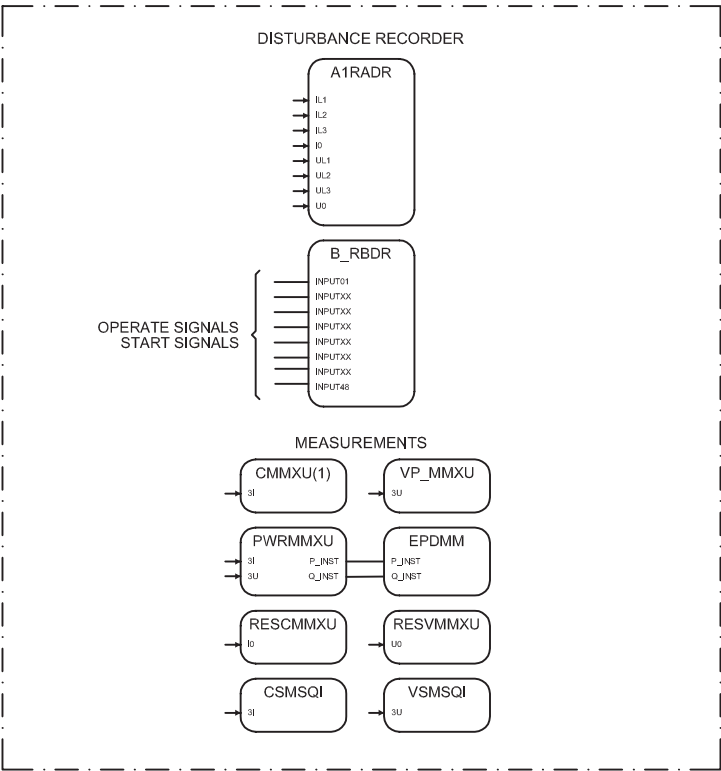 DISTURBANCE RECORDER
A1RADR
IL1
IL2
IL3
I0
UL1
UL2
UL3
U0
B_RBDR
INPUT01
INPUTXX
INPUTXX
INPUTXX
INPUTXX
INPUTXX
INPUTXX
INPUT48
OPERATE SIGNALS
START SIGNALS
MEASUREMENTS
CMMXU(1)
3I
VP_MMXU
3U
PWRMMXU
3I P_INST
3U Q_INST
EPDMM
P_INST
Q_INST
RESCMMXU
I0
RESVMMXU
U0
CSMSQI
3I
VSMSQI
3U